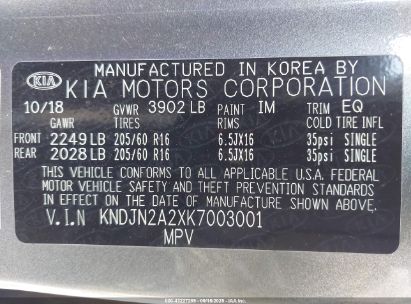 MANUFACTURED IN KOREA BY
KIA KIA MOTORS CORPORATION
10/18 GVWR 3902 LB PAINT IM TRIM EQ
GAWR TIRES RIMS COLD TIRE INFL
FRONT 2249 LB 205/60 R16 6.5JX16 35psi SINGLE
REAR 2028 LB 205/60 R16 6.5JX16 35psi SINGLE
THIS VEHICLE CONFORMS TO ALL APPLICABLE U.S.A. FEDERAL
MOTOR VEHICLE SAFETY AND THEFT PREVENTION STANDARDS
IN EFFECT ON THE DATE OF MANUFACTURE SHOWN ABOVE.
V.I.N KNDJN2A2XK7003001
MPV